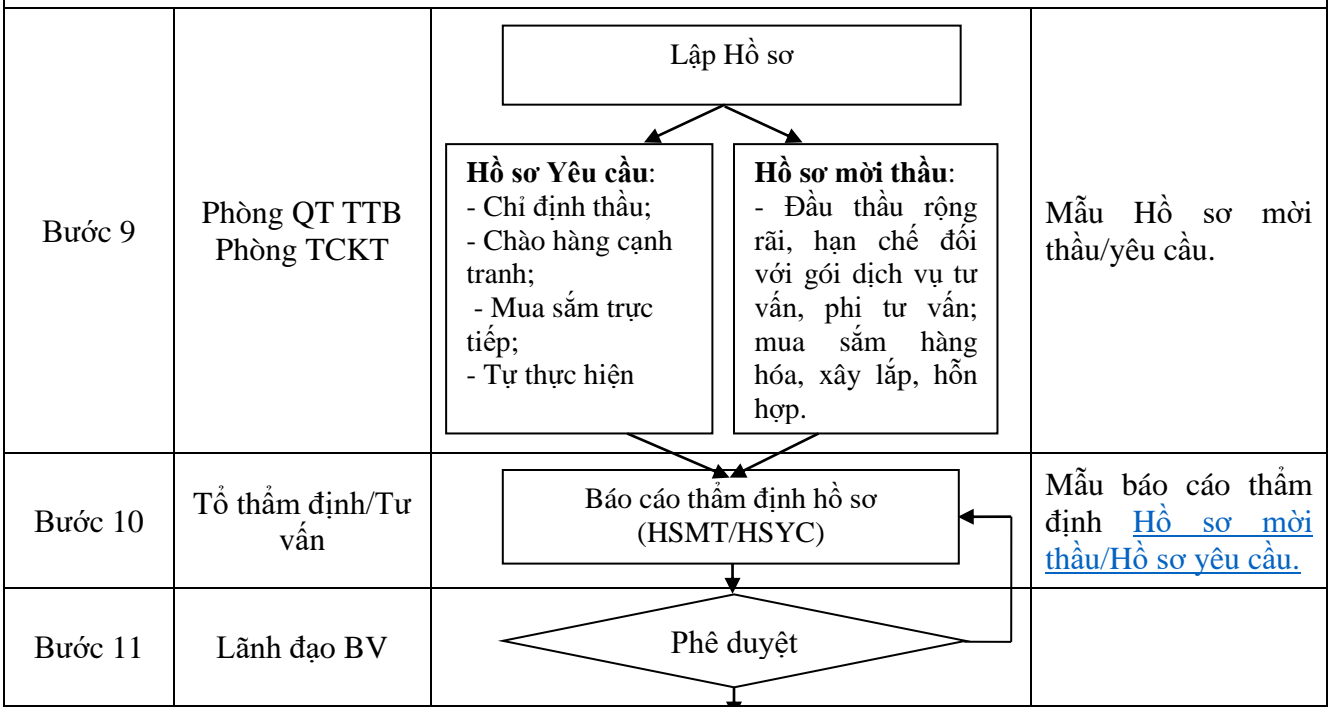 Lập Hồ sơ
Bước 9
Phòng QT TTB
Phòng TCKT
Hồ sơ Yêu cầu:
- Chỉ định thầu;
- Chào hàng cạnh
tranh;
- Mua sắm trực
tiếp;
- Tự thực hiện
Hồ sơ mời thầu:
- Đầu thầu rộng
rãi, hạn chế đối
với gói dịch vụ tư
vấn, phi tư vấn;
mua sắm hàng
hóa, xây lắp, hỗn
hợp.
Mẫu Hồ sơ mời
thầu/yêu cầu.
Bước 10
Tổ thẩm định/Tư
vấn
Báo cáo thẩm định hồ sơ
(HSMT/HSYC)
Mẫu báo cáo thẩm
định Hồ sơ mời
thầu/Hồ sơ yêu cầu.
Bước 11
Lãnh đạo BV
Phê duyệt